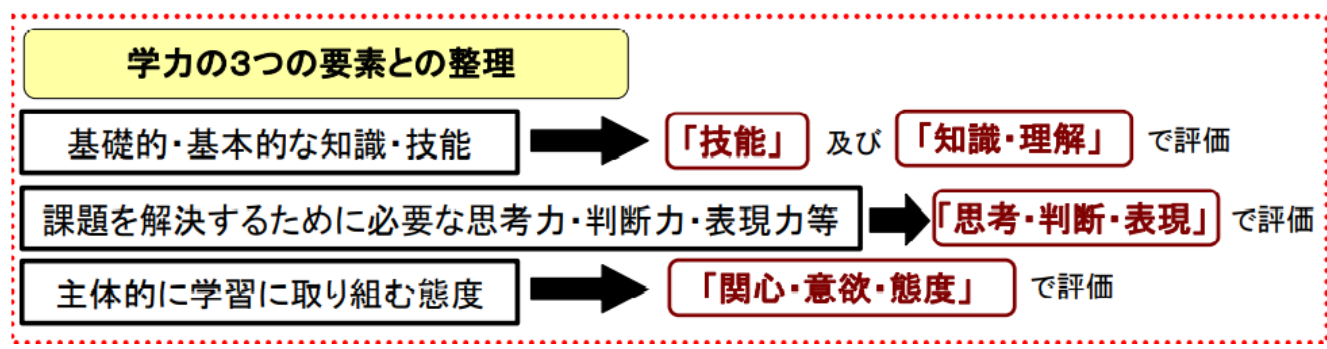 学力の3つの要素との整理
基礎的・基本的な知識・技能 「技能」 及び 「知識・理解」 で評価
課題を解決するために必要な思考力・判断力・表現力等 「思考・判断・表現」 で評価
主体的に学習に取り組む態度 「関心・意欲・態度」 で評価